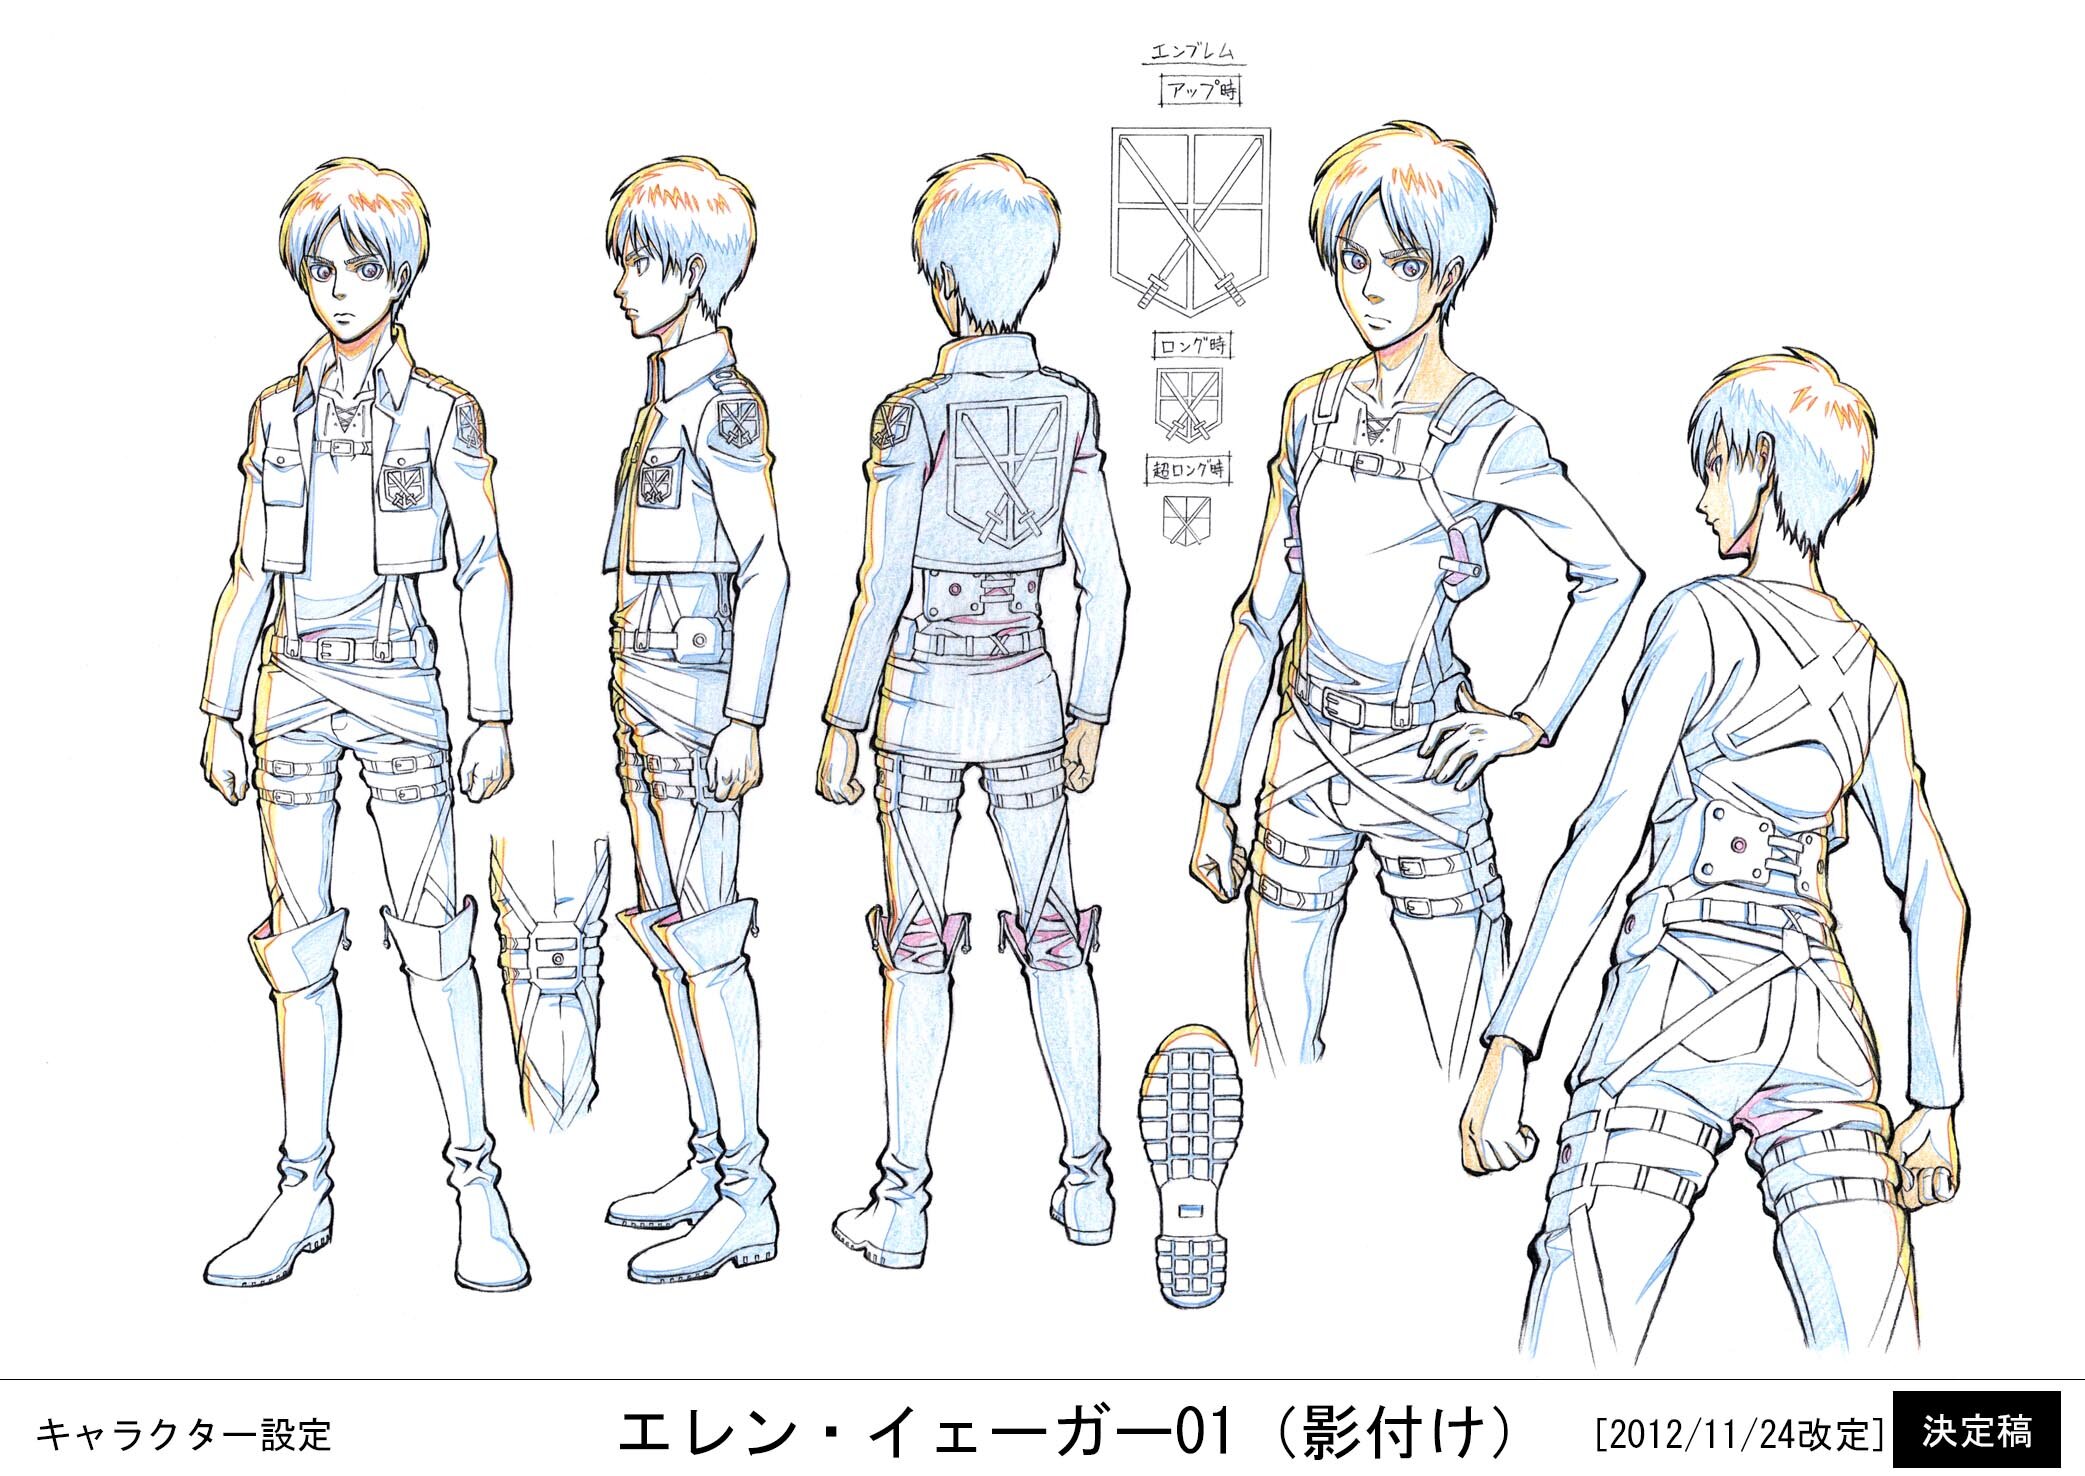 エンブレム
アップ時
ロング時
超ロング時
キャラクター設定
エレン・イェーガー01（影付け）
[2012/11/24改定]
決定稿